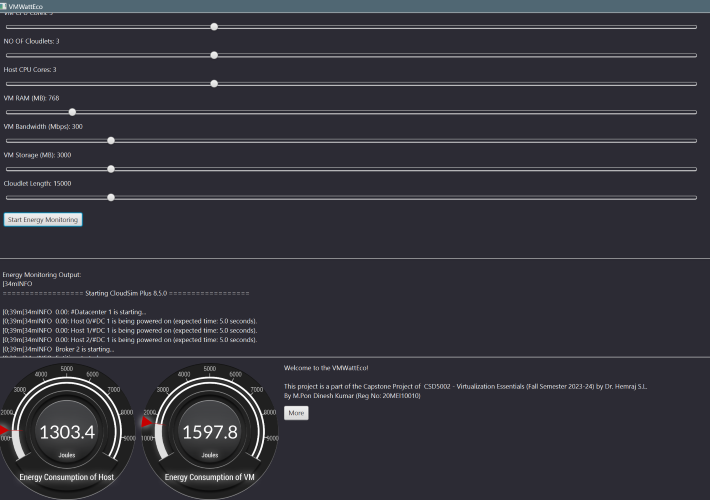 VMWattEco
VM CPU Cores: 3
NO OF Cloudlets: 3
Host CPU Cores: 3
VM RAM (MB): 768
VM Bandwidth (Mbps): 300
VM Storage (MB): 3000
Cloudlet Length: 15000
Start Energy Monitoring
Energy Monitoring Output:
]34mINFO
================== Starting CloudSim Plus 8.5.0 ==================
]0;39m[34mINFO 0.00: #Datacenter 1 is starting...
]0;39m[34mINFO 0.00: Host 0/#DC 1 is being powered on (expected time: 5.0 seconds).
]0;39m[34mINFO 0.00: Host 1/#DC 1 is being powered on (expected time: 5.0 seconds).
]0;39m[34mINFO 0.00: Host 2/#DC 1 is being powered on (expected time: 5.0 seconds).
]0;39m[34mINFO Broker 2 is starting...
1000 2000 3000 4000 5000 6000 7000 8000 9000
1303.4
Joules
Energy Consumption of Host
1000 2000 3000 4000 5000 6000 7000 8000 9000
1597.8
Joules
Energy Consumption of VM
Welcome to the VMWattEco!
This project is a part of the Capstone Project of CSD5002 - Virtualization Essentials (Fall Semester 2023-24) by Dr. Hemraj S.L.
By M.Pon Dinesh Kumar (Reg No: 20MEI10010)
More